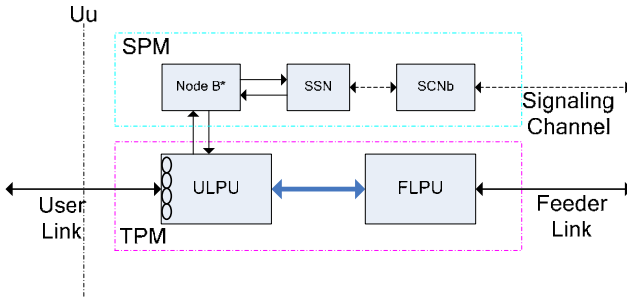 Uu
SPM
Node B*
SSN
SCNb
Signaling
Channel
ULPU
FLPU
User
Link
Feeder
Link
TPM